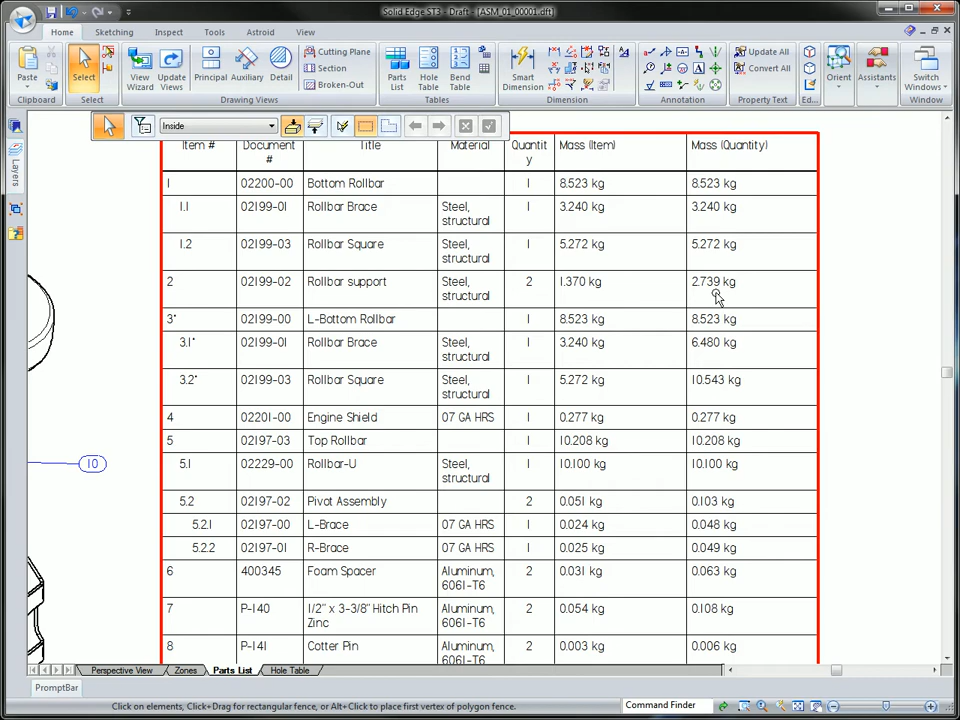 Solid Edge ST3 - Draft - [ASM_01_00001.dft]
Home Sketching Inspect Tools Astroid View
Paste
Select
View Wizard
Update Views
Principal
Auxiliary
Detail
Cutting Plane
Section
Broken-Out
Parts List
Hole Table
Bend Table
Smart Dimension
Update All
Convert All
Orient
Assistants
Switch Windows
Clipboard Select Drawing Views Tables Dimension Annotation Property Text Ed... Window
Inside
Layers
Item # Document # Title Material Quantity Mass (Item) Mass (Quantity)
1 02200-00 Bottom Rollbar 1 8.523 kg 8.523 kg
1.1 02199-01 Rollbar Brace Steel, structural 1 3.240 kg 3.240 kg
1.2 02199-03 Rollbar Square Steel, structural 1 5.272 kg 5.272 kg
2 02199-02 Rollbar support Steel, structural 2 1.370 kg 2.739 kg
3* 02199-00 L-Bottom Rollbar 1 8.523 kg 8.523 kg
3.1* 02199-01 Rollbar Brace Steel, structural 1 3.240 kg 6.480 kg
3.2* 02199-03 Rollbar Square Steel, structural 1 5.272 kg 10.543 kg
4 02201-00 Engine Shield 07 GA HRS 1 0.277 kg 0.277 kg
5 02197-03 Top Rollbar 1 10.208 kg 10.208 kg
5.1 02229-00 Rollbar-U Steel, structural 1 10.100 kg 10.100 kg
5.2 02197-02 Pivot Assembly 2 0.051 kg 0.103 kg
5.2.1 02197-00 L-Brace 07 GA HRS 1 0.024 kg 0.048 kg
5.2.2 02197-01 R-Brace 07 GA HRS 1 0.025 kg 0.049 kg
6 400345 Foam Spacer Aluminum, 6061-T6 2 0.031 kg 0.063 kg
7 P-140 1/2" x 3-3/8" Hitch Pin Zinc Aluminum, 6061-T6 2 0.054 kg 0.108 kg
8 P-141 Cotter Pin Aluminum, 6061-T6 2 0.003 kg 0.006 kg
10
Perspective View Zones Parts List Hole Table
PromptBar
Click on elements, Click+Drag for rectangular fence, or Alt+Click to place first vertex of polygon fence.
Command Finder